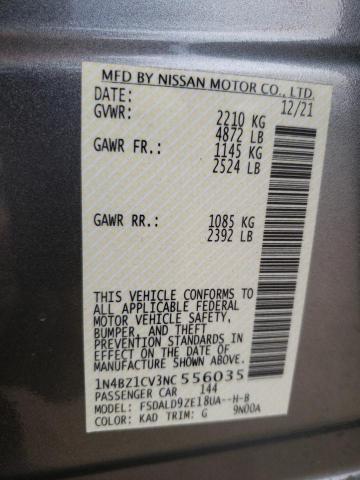 MFD BY NISSAN MOTOR CO., LTD.
DATE: 12/21
GVWR: 2210 KG
4872 LB
GAWR FR.: 1145 KG
2524 LB
GAWR RR.: 1085 KG
2392 LB
THIS VEHICLE CONFORMS TO
ALL APPLICABLE FEDERAL
MOTOR VEHICLE SAFETY,
BUMPER, AND THEFT
PREVENTION STANDARDS IN
EFFECT ON THE DATE OF
MANUFACTURE SHOWN ABOVE.
1N4BZ1CV3NC556035
PASSENGER CAR 144
MODEL: FSDALD9ZE18UA--H-B
COLOR: KAD TRIM: G 9N00A